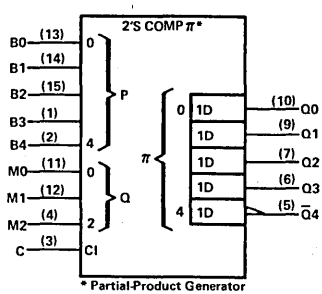 2'S COMP π*
B0 (13) 0
B1 (14)
B2 (15) P
B3 (1)
B4 (2) 4
M0 (11) 0
M1 (12) Q
M2 (4) 2
C (3) CI
π
0 1D (10) Q0
1D (9) Q1
1D (7) Q2
1D (6) Q3
4 1D (5) Q̅4
* Partial-Product Generator